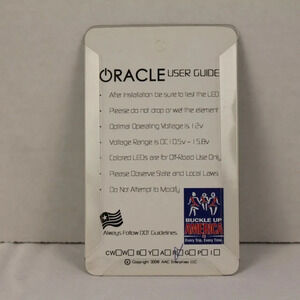 ORACLE USER GUIDE
• After Installation be sure to test the LED
• Please do not drop or wet the element
• Optimal Operating Voltage is 12v
• Voltage Range is DC10.5v - 15.8v
• Colored LEDs are for Off-Road Use Only
• Please Observe State and Local Laws
• Do Not Attempt to Modify
BUCKLE UP
AMERICA
Every Trip, Every Time
Always Follow DOT Guidelines
CW W B Y A G P
© Copyright 2008 AAC Enterprises LLC